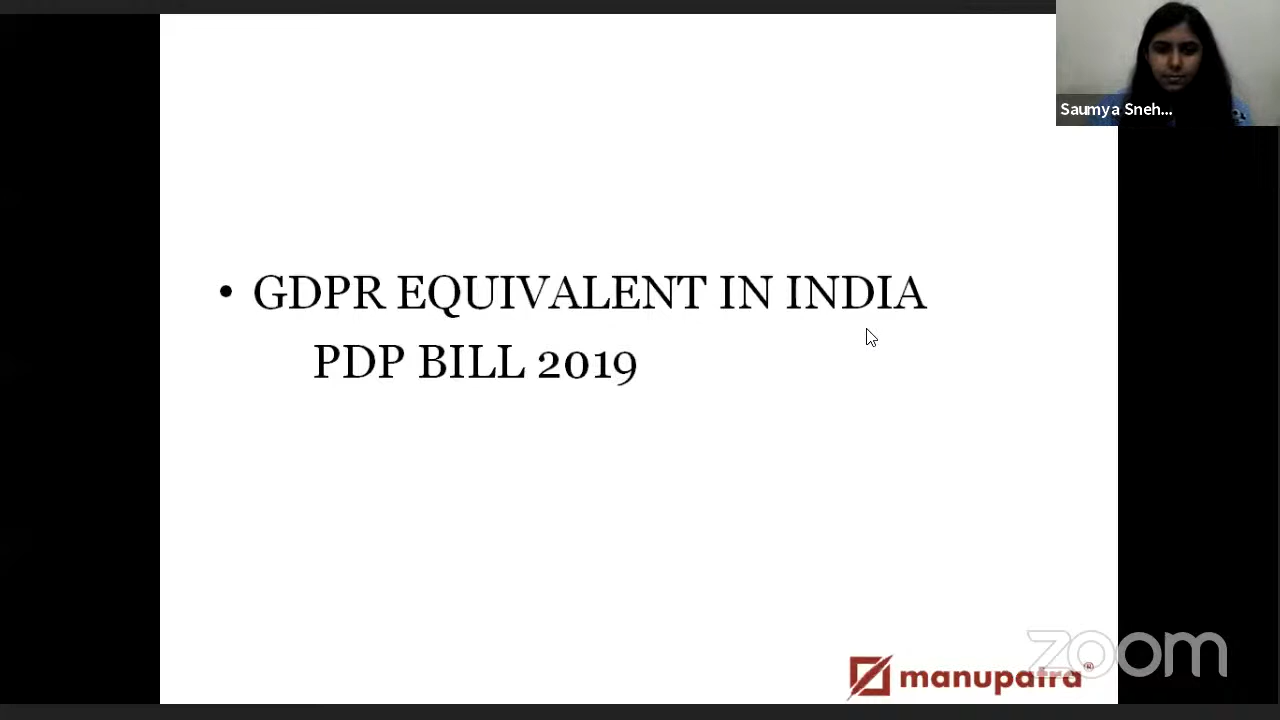 Saumya Sneh...
• GDPR EQUIVALENT IN INDIA
PDP BILL 2019
zoom
manupatra®